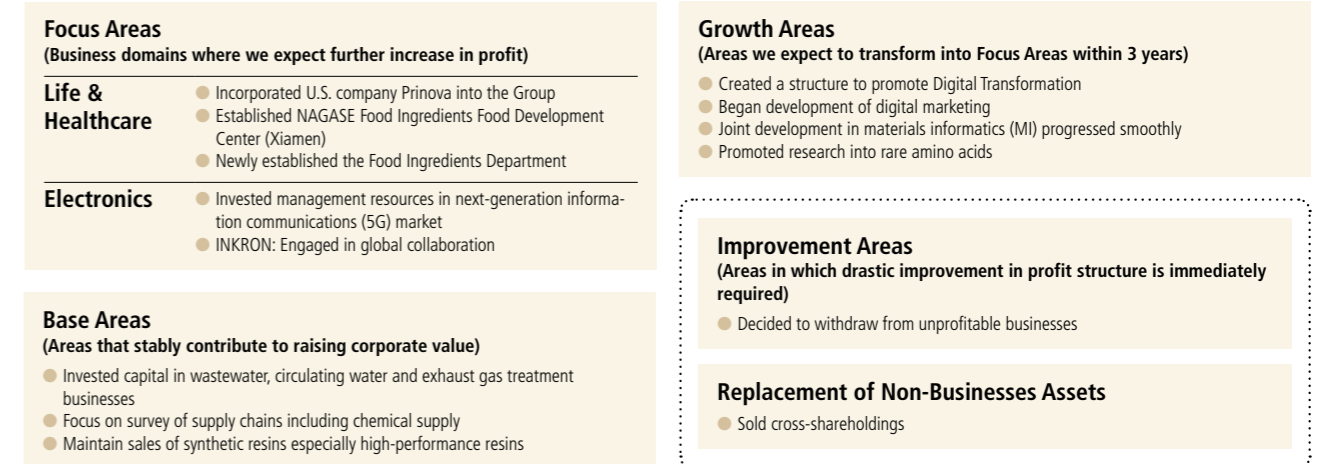 Focus Areas
(Business domains where we expect further increase in profit)
Life &
Healthcare
Incorporated U.S. company Prinova into the Group
Established NAGASE Food Ingredients Food Development
Center (Xiamen)
Newly established the Food Ingredients Department
Electronics
Invested management resources in next-generation informa-
tion communications (5G) market
INKRON: Engaged in global collaboration
Base Areas
(Areas that stably contribute to raising corporate value)
Invested capital in wastewater, circulating water and exhaust gas treatment
businesses
Focus on survey of supply chains including chemical supply
Maintain sales of synthetic resins especially high-performance resins
Growth Areas
(Areas we expect to transform into Focus Areas within 3 years)
Created a structure to promote Digital Transformation
Began development of digital marketing
Joint development in materials informatics (MI) progressed smoothly
Promoted research into rare amino acids
Improvement Areas
(Areas in which drastic improvement in profit structure is immediately
required)
Decided to withdraw from unprofitable businesses
Replacement of Non-Businesses Assets
Sold cross-shareholdings